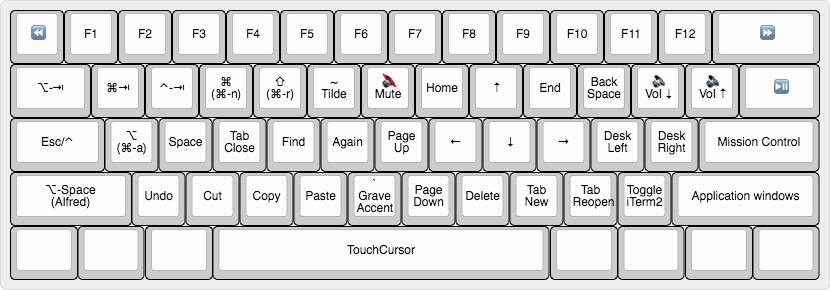 ⏪ F1 F2 F3 F4 F5 F6 F7 F8 F9 F10 F11 F12 ⏩
⌥-⇥ ⌘⇥ ^-⇥ ⌘ (⌘-n) ⇧ (⌘-r) ~ Tilde Mute Home ↑ End Back Space Vol ↓ Vol ↑ ⏯
Esc/^ ⌥ (⌘-a) Space Tab Close Find Again Page Up ← ↓ → Desk Left Desk Right Mission Control
⌥-Space (Alfred) Undo Cut Copy Paste ` Grave Accent Page Down Delete Tab New Tab Reopen Toggle iTerm2 Application windows
TouchCursor